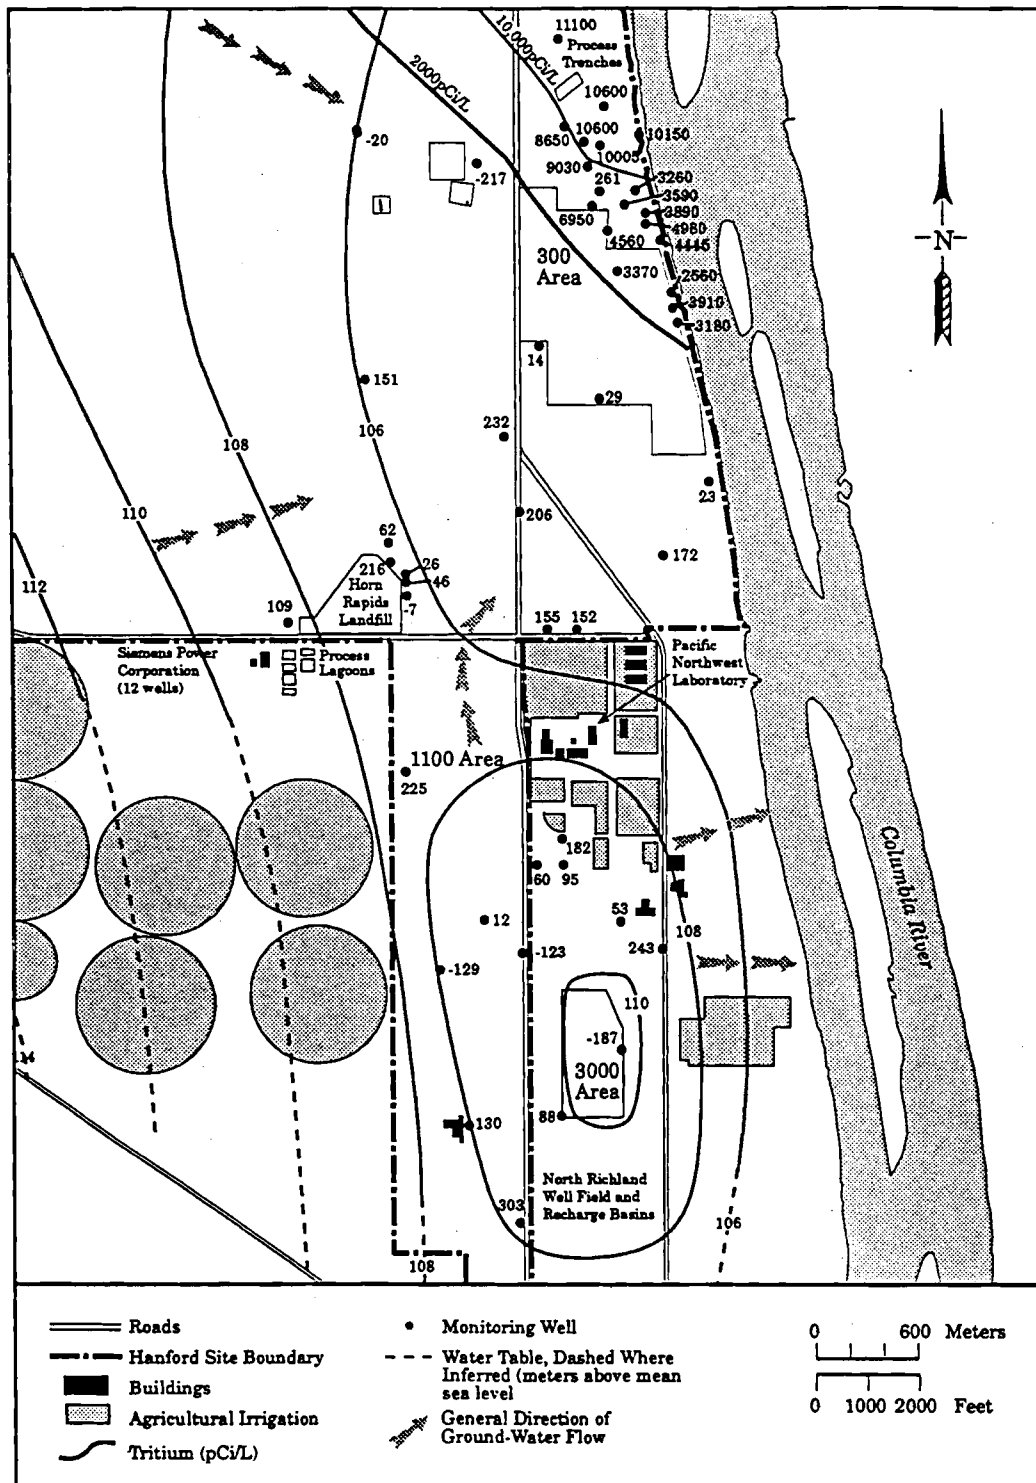 11100
Process
Trenches
10,000pCi/L
2000pCi/L
10600
-20
8650
10600
10150
10005
9030
-217
261
3260
3590
6950
3890
4980
4560
4445
300
Area
3370
2560
3910
3180
N
14
151
29
232
108
106
23
110
206
62
172
216
26
46
112
Horn
Rapids
Landfill
-7
109
155
152
Siemens Power
Corporation
(12 wells)
Process
Lagoons
Pacific
Northwest
Laboratory
1100 Area
225
182
60
95
Columbia River
12
53
108
-123
243
-129
110
-187
3000
Area
14
88
130
North Richland
Well Field and
Recharge Basins
303
106
108
Roads
Hanford Site Boundary
Buildings
Agricultural Irrigation
Tritium (pCi/L)
Monitoring Well
Water Table, Dashed Where
Inferred (meters above mean
sea level
General Direction of
Ground-Water Flow
0 600 Meters
0 1000 2000 Feet